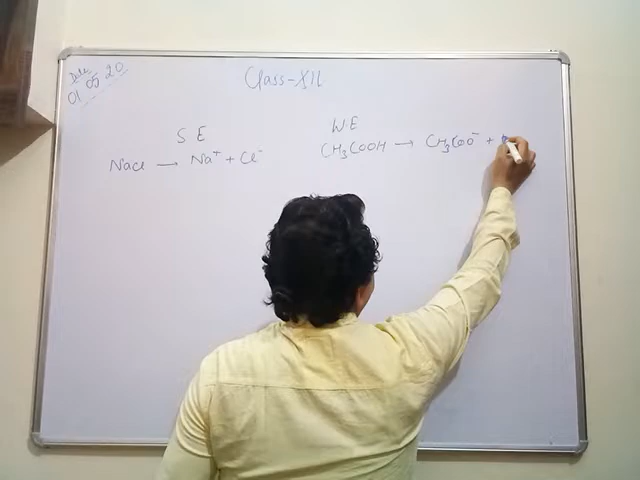 Date
01 05 20
Class-XII
S E
NaCl → Na⁺ + Cl⁻
W E
CH₃COOH → CH₃COO⁻ +